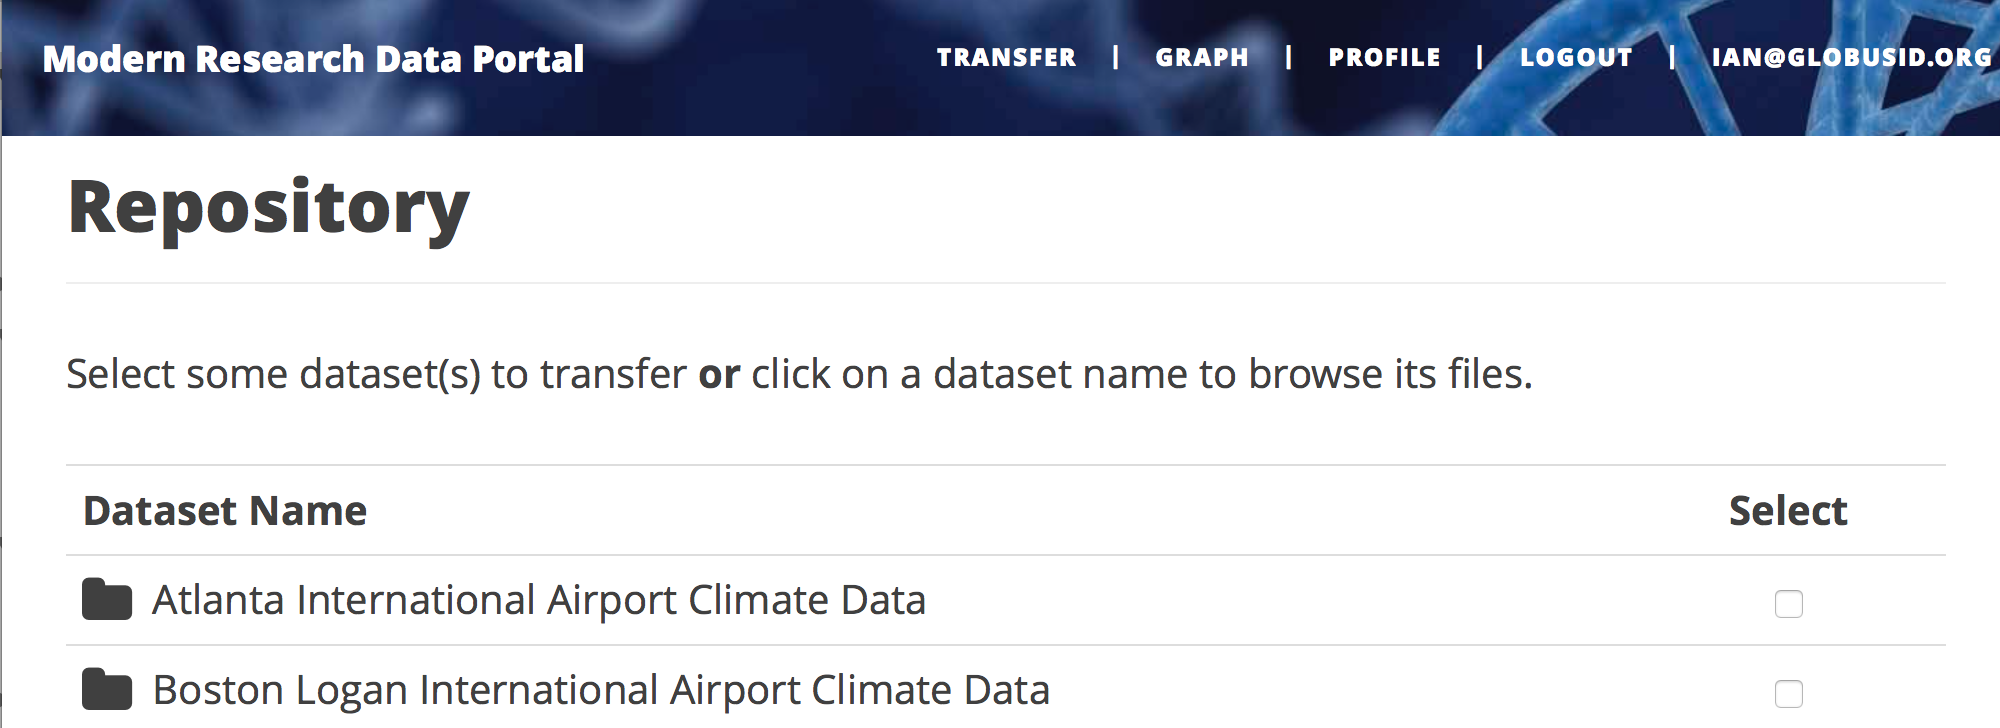 Modern Research Data Portal
TRANSFER | GRAPH | PROFILE | LOGOUT | IAN@GLOBUSID.ORG
Repository
Select some dataset(s) to transfer or click on a dataset name to browse its files.
Dataset Name Select
Atlanta International Airport Climate Data
Boston Logan International Airport Climate Data